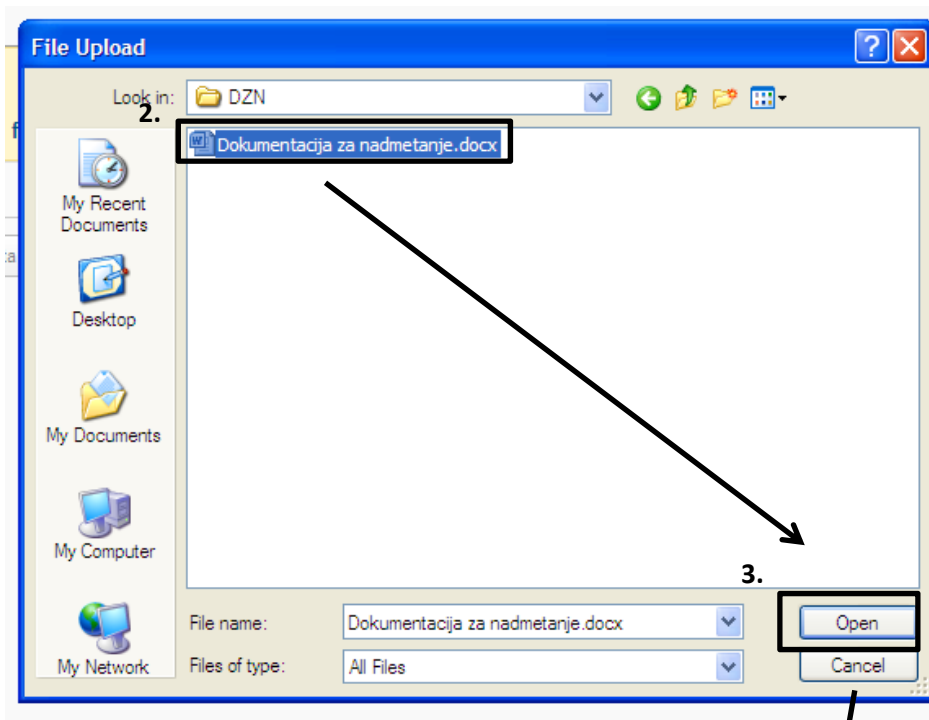 File Upload
Look in:
DZN
2.
Dokumentacija za nadmetanje.docx
My Recent
Documents
Desktop
My Documents
My Computer
My Network
3.
File name:
Dokumentacija za nadmetanje.docx
Open
Files of type:
All Files
Cancel